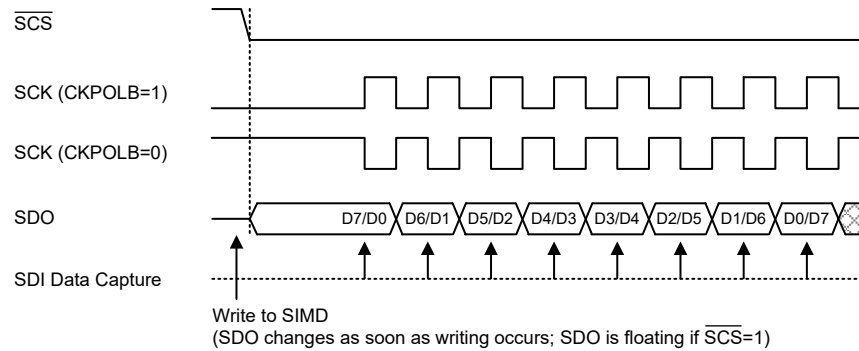 SCS
SCK (CKPOLB=1)
SCK (CKPOLB=0)
SDO D7/D0 D6/D1 D5/D2 D4/D3 D3/D4 D2/D5 D1/D6 D0/D7
SDI Data Capture
Write to SIMD
(SDO changes as soon as writing occurs; SDO is floating if SCS=1)